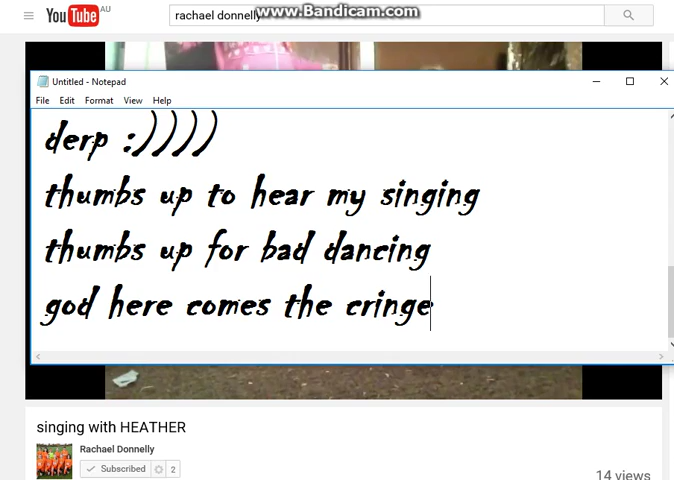 You Tube AU
rachael donnelly
www.Bandicam.com
Untitled - Notepad
File Edit Format View Help
derp :))))
thumbs up to hear my singing
thumbs up for bad dancing
god here comes the cringe
singing with HEATHER
Rachael Donnelly
Subscribed 2
14 views